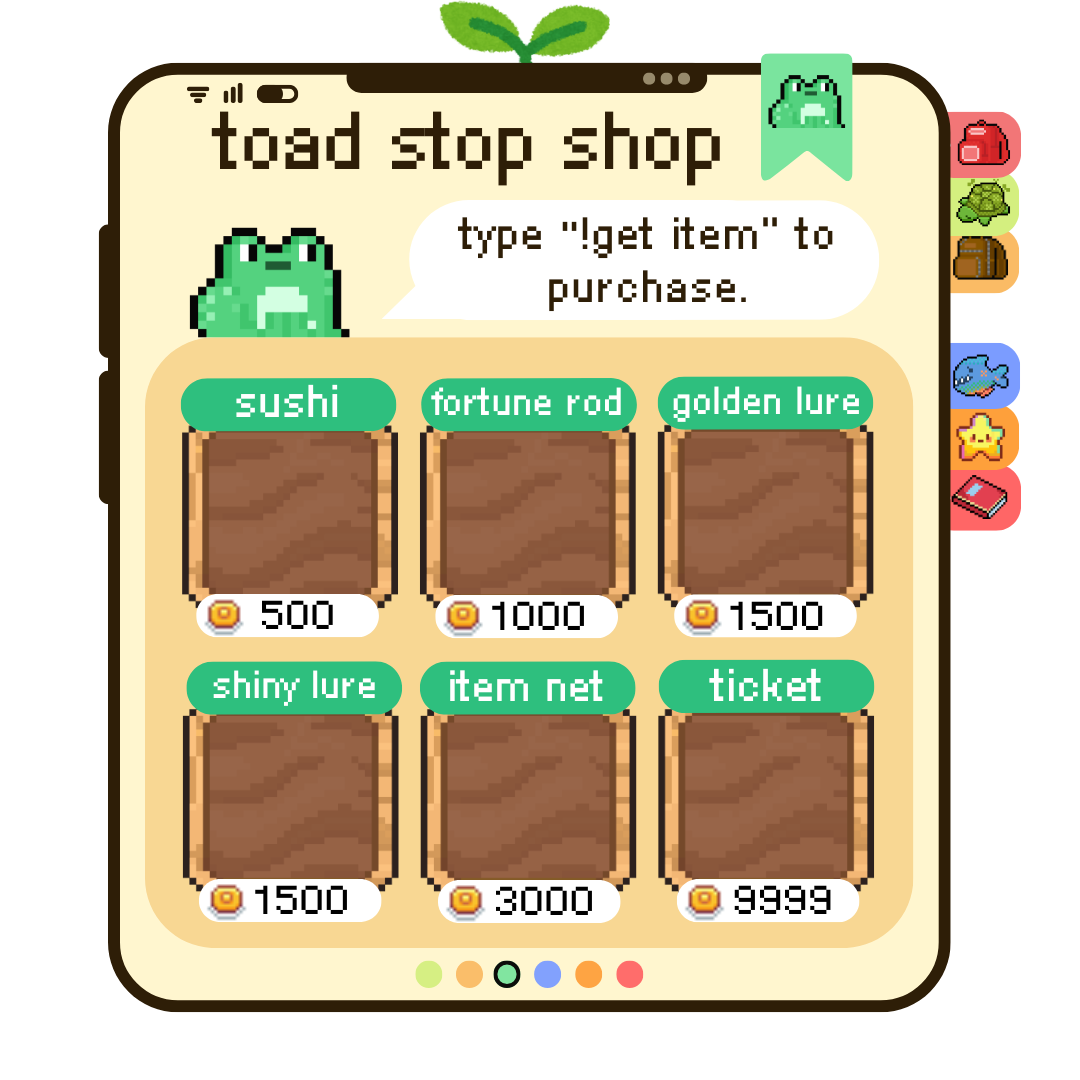 toad stop shop
type "!get item" to
purchase.
sushi
fortune rod
golden lure
500
1000
1500
shiny lure
item net
ticket
1500
3000
9999